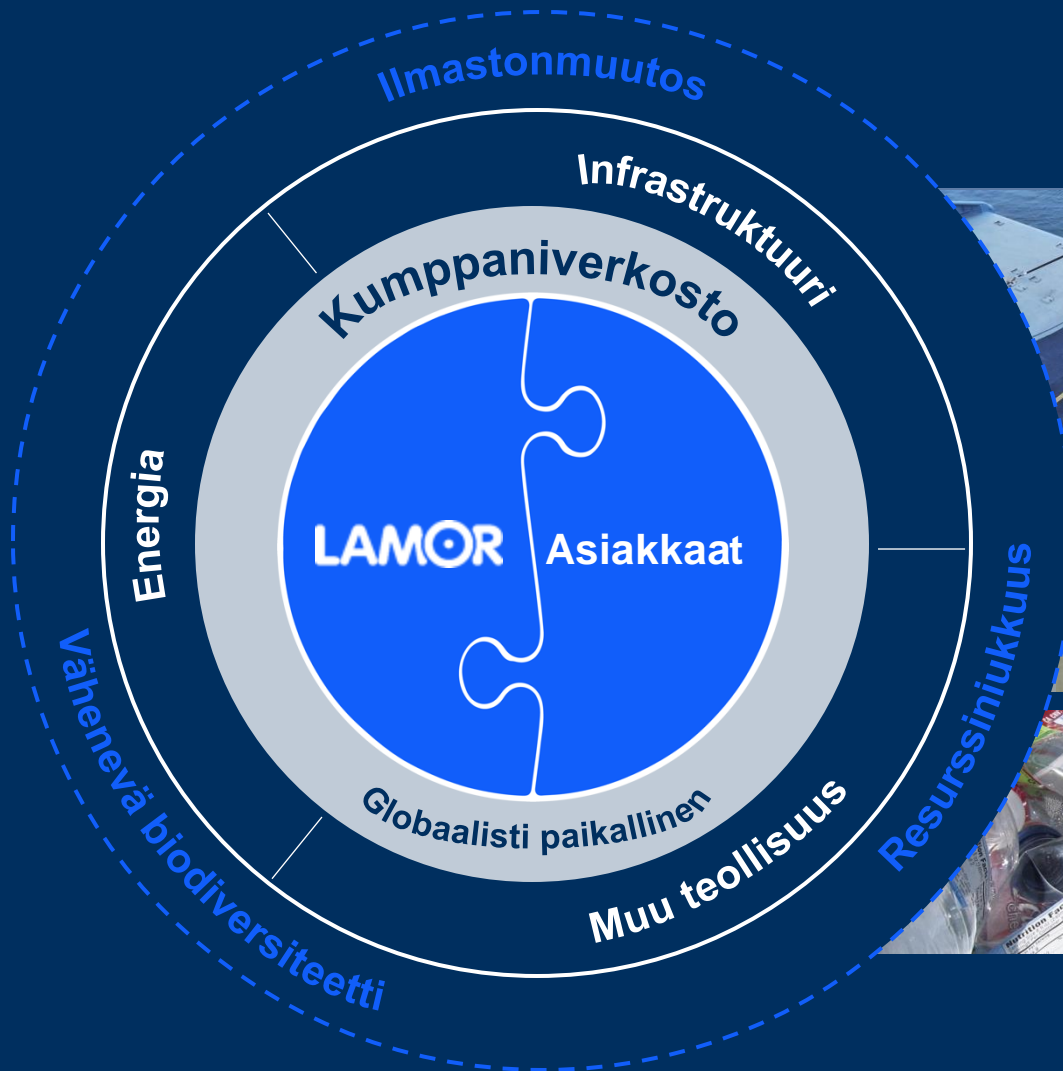 Ilmastonmuutos
Infrastruktuuri
Kumppaniverkosto
Energia
LAMOR
Asiakkaat
Resurssiniukkuus
Vähenevä biodiversiteetti
Globaalisti paikallinen
Muu teollisuus